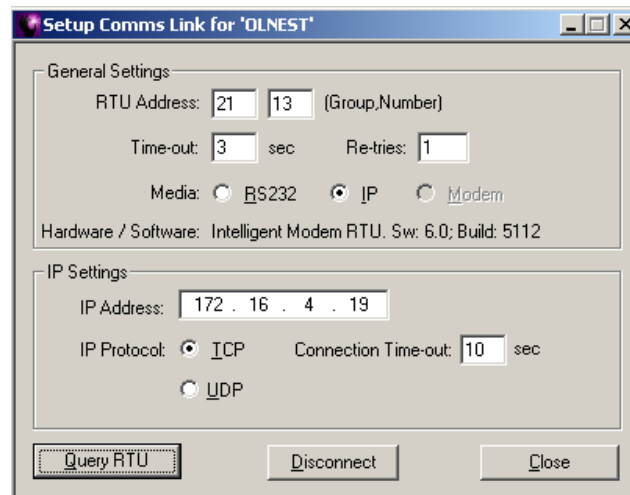 Setup Comms Link for 'OLNEST'
General Settings
RTU Address: 21 13 (Group,Number)
Time-out: 3 sec Re-tries: 1
Media: RS232 IP Modem
Hardware / Software: Intelligent Modem RTU. Sw: 6.0; Build: 5112
IP Settings
IP Address: 172 . 16 . 4 . 19
IP Protocol: TCP Connection Time-out: 10 sec
UDP
Query RTU Disconnect Close